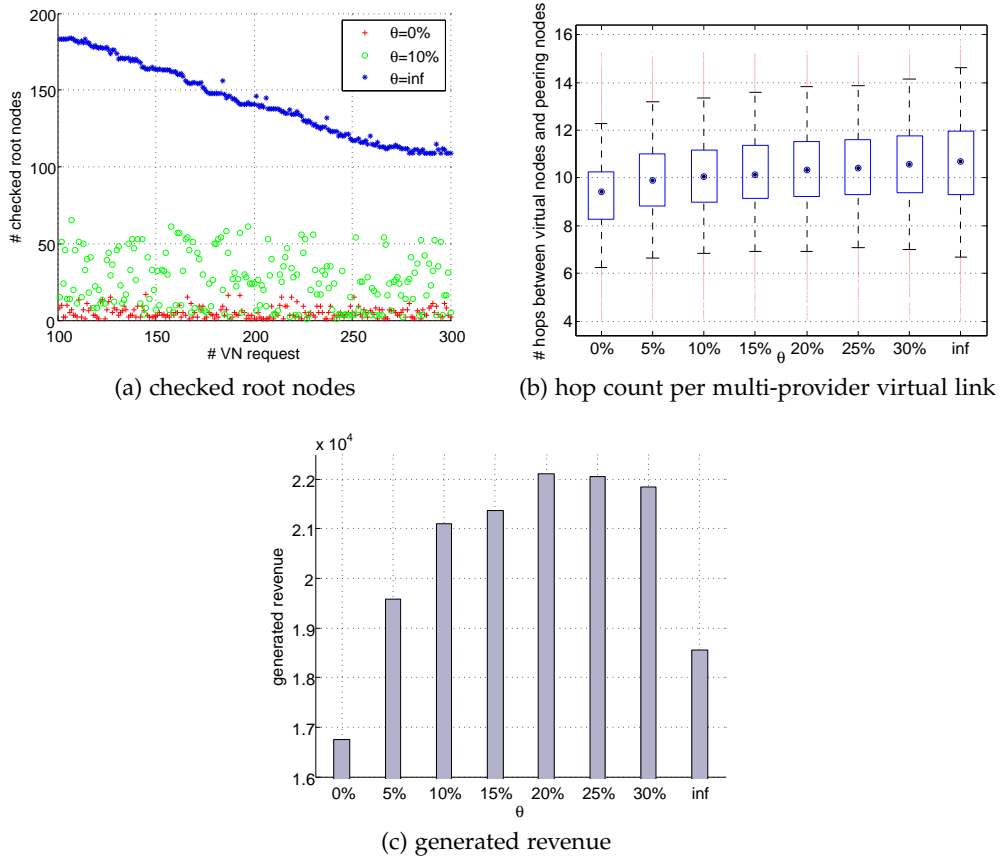 200
150
100
50
0
# checked root nodes
θ=0%
θ=10%
θ=inf
100
150
200
250
300
# VN request
(a) checked root nodes
16
14
12
10
8
6
4
# hops between virtual nodes and peering nodes
0%
5%
10%
15%
20%
25%
30%
inf
θ
(b) hop count per multi-provider virtual link
x 10^4
2.2
2.1
2
1.9
1.8
1.7
1.6
generated revenue
0%
5%
10%
15%
20%
25%
30%
inf
θ
(c) generated revenue